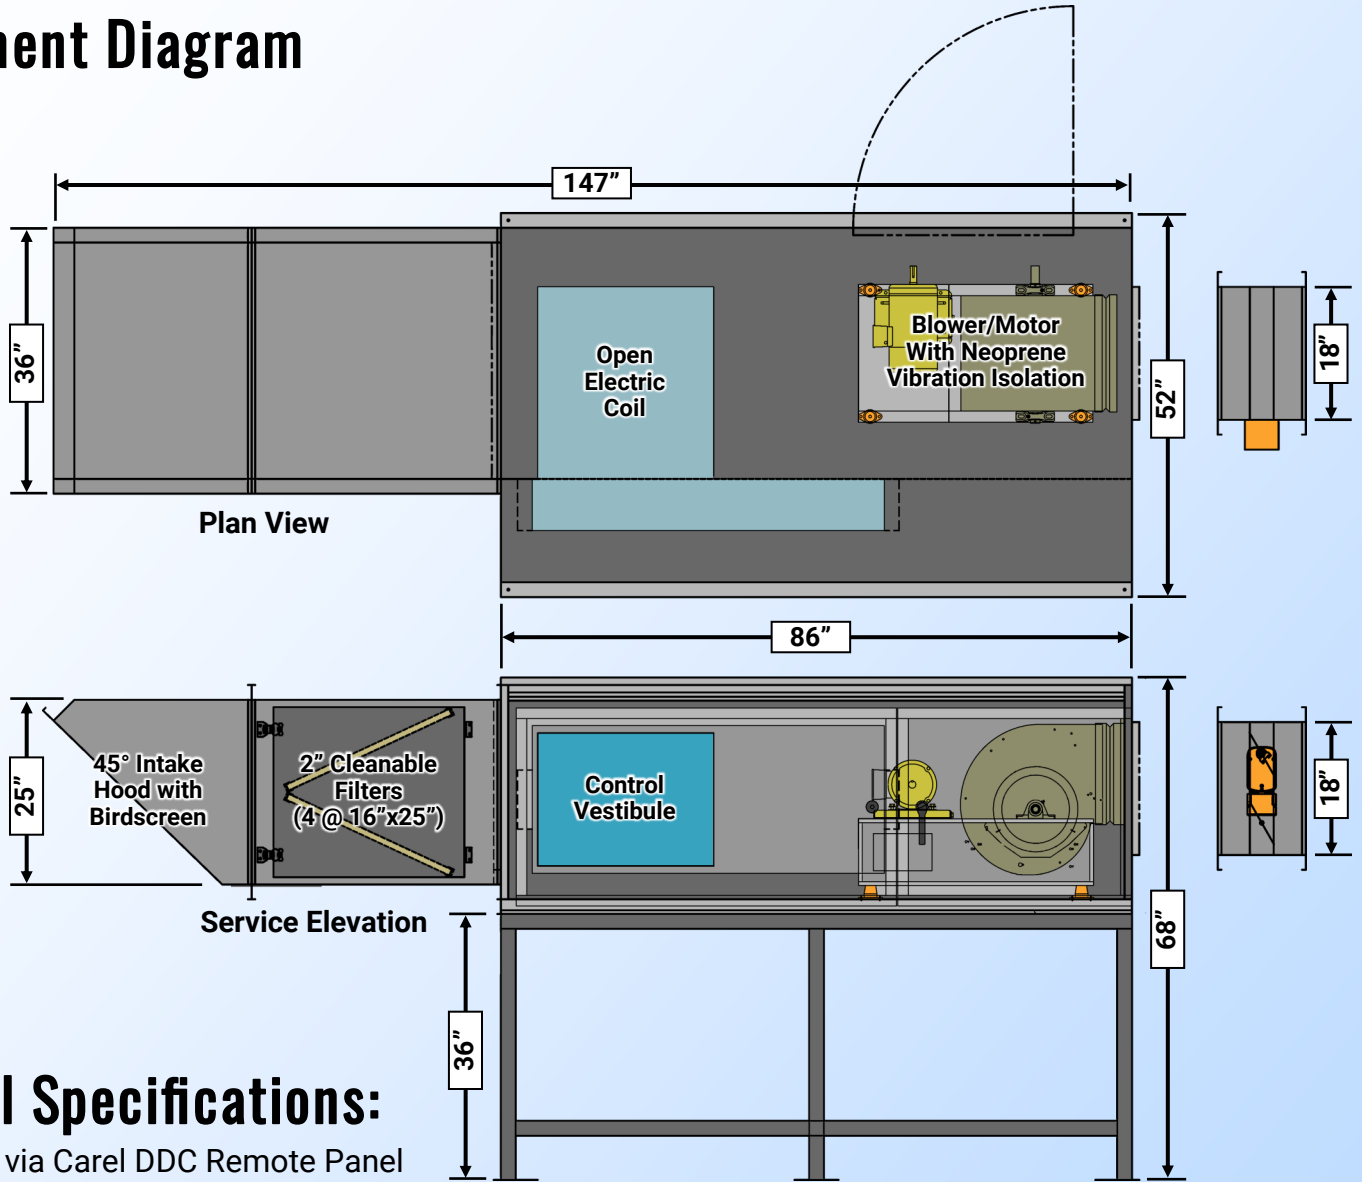 ment Diagram
147”
36”
Open
Electric
Coil
Blower/Motor
With Neoprene
Vibration Isolation
52”
18”
Plan View
86”
25”
45° Intake
Hood with
Birdscreen
2” Cleanable
Filters
(4 @ 16”x25”)
Control
Vestibule
18”
Service Elevation
68”
36”
l Specifications:
via Carel DDC Remote Panel